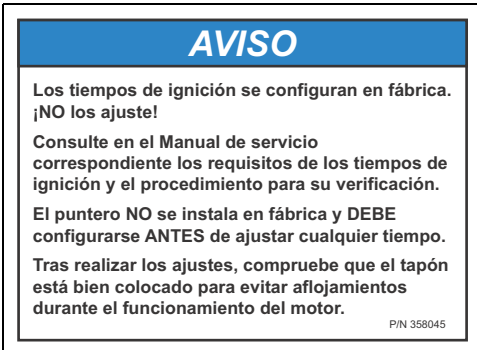 AVISO
Los tiempos de ignición se configuran en fábrica.
¡NO los ajuste!
Consulte en el Manual de servicio
correspondiente los requisitos de los tiempos de
ignición y el procedimiento para su verificación.
El puntero NO se instala en fábrica y DEBE
configurarse ANTES de ajustar cualquier tiempo.
Tras realizar los ajustes, compruebe que el tapón
está bien colocado para evitar aflojamientos
durante el funcionamiento del motor.
P/N 358045